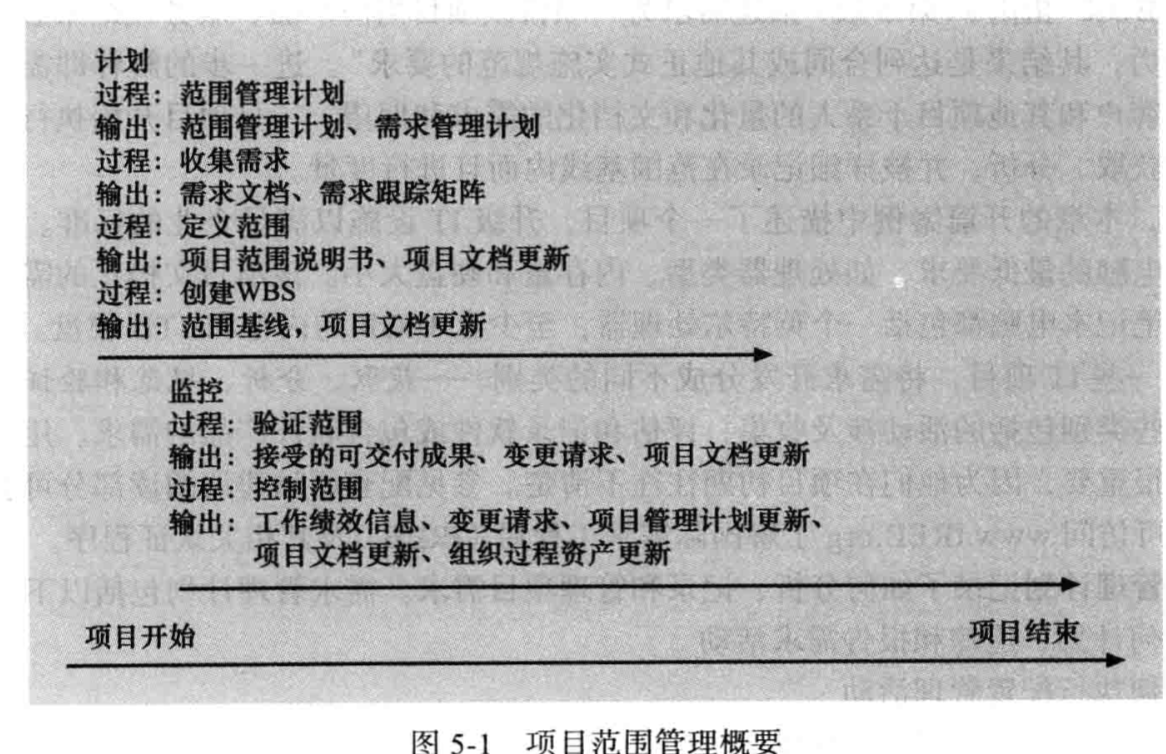 计划
过程：范围管理计划
输出：范围管理计划、需求管理计划
过程：收集需求
输出：需求文档、需求跟踪矩阵
过程：定义范围
输出：项目范围说明书、项目文档更新
过程：创建WBS
输出：范围基线，项目文档更新
监控
过程：验证范围
输出：接受的可交付成果、变更请求、项目文档更新
过程：控制范围
输出：工作绩效信息、变更请求、项目管理计划更新、
项目文档更新、组织过程资产更新
项目开始
项目结束
图 5-1 项目范围管理概要